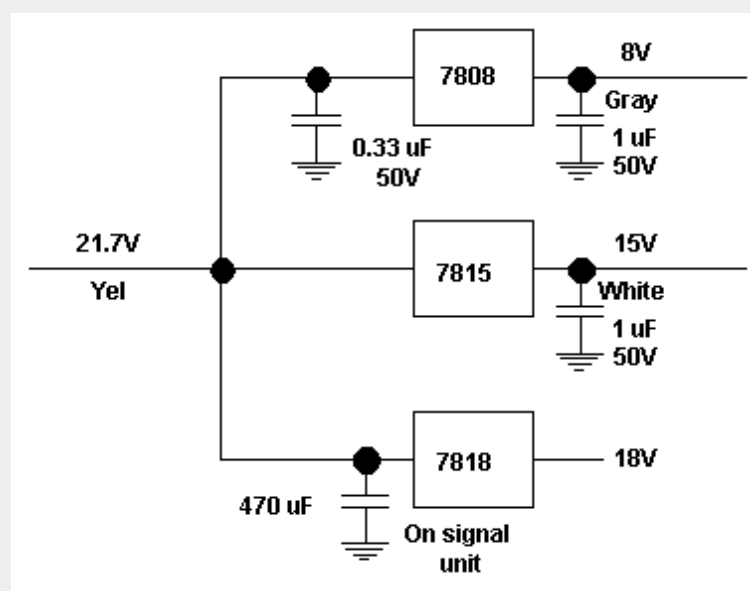 7808
8V
Gray
0.33 uF
50V
1 uF
50V
21.7V
Yel
7815
15V
White
1 uF
50V
7818
18V
470 uF
On signal
unit